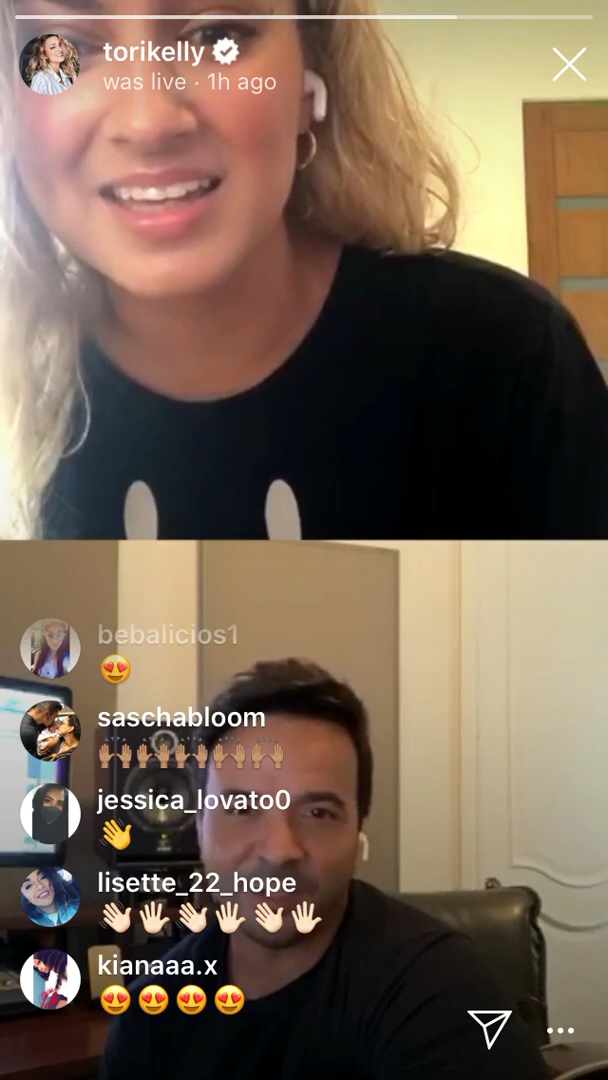 torikelly
was live · 1h ago
bebalicios1
😍
saschabloom
🙌🏽🙌🏽🙌🏽🙌🏽🙌🏽
jessica_lovato0
👋
lisette_22_hope
👋🏻🖐🏻👋🏻🖐🏻👋🏻🖐🏻
kianaaa.x
😍😍😍😍